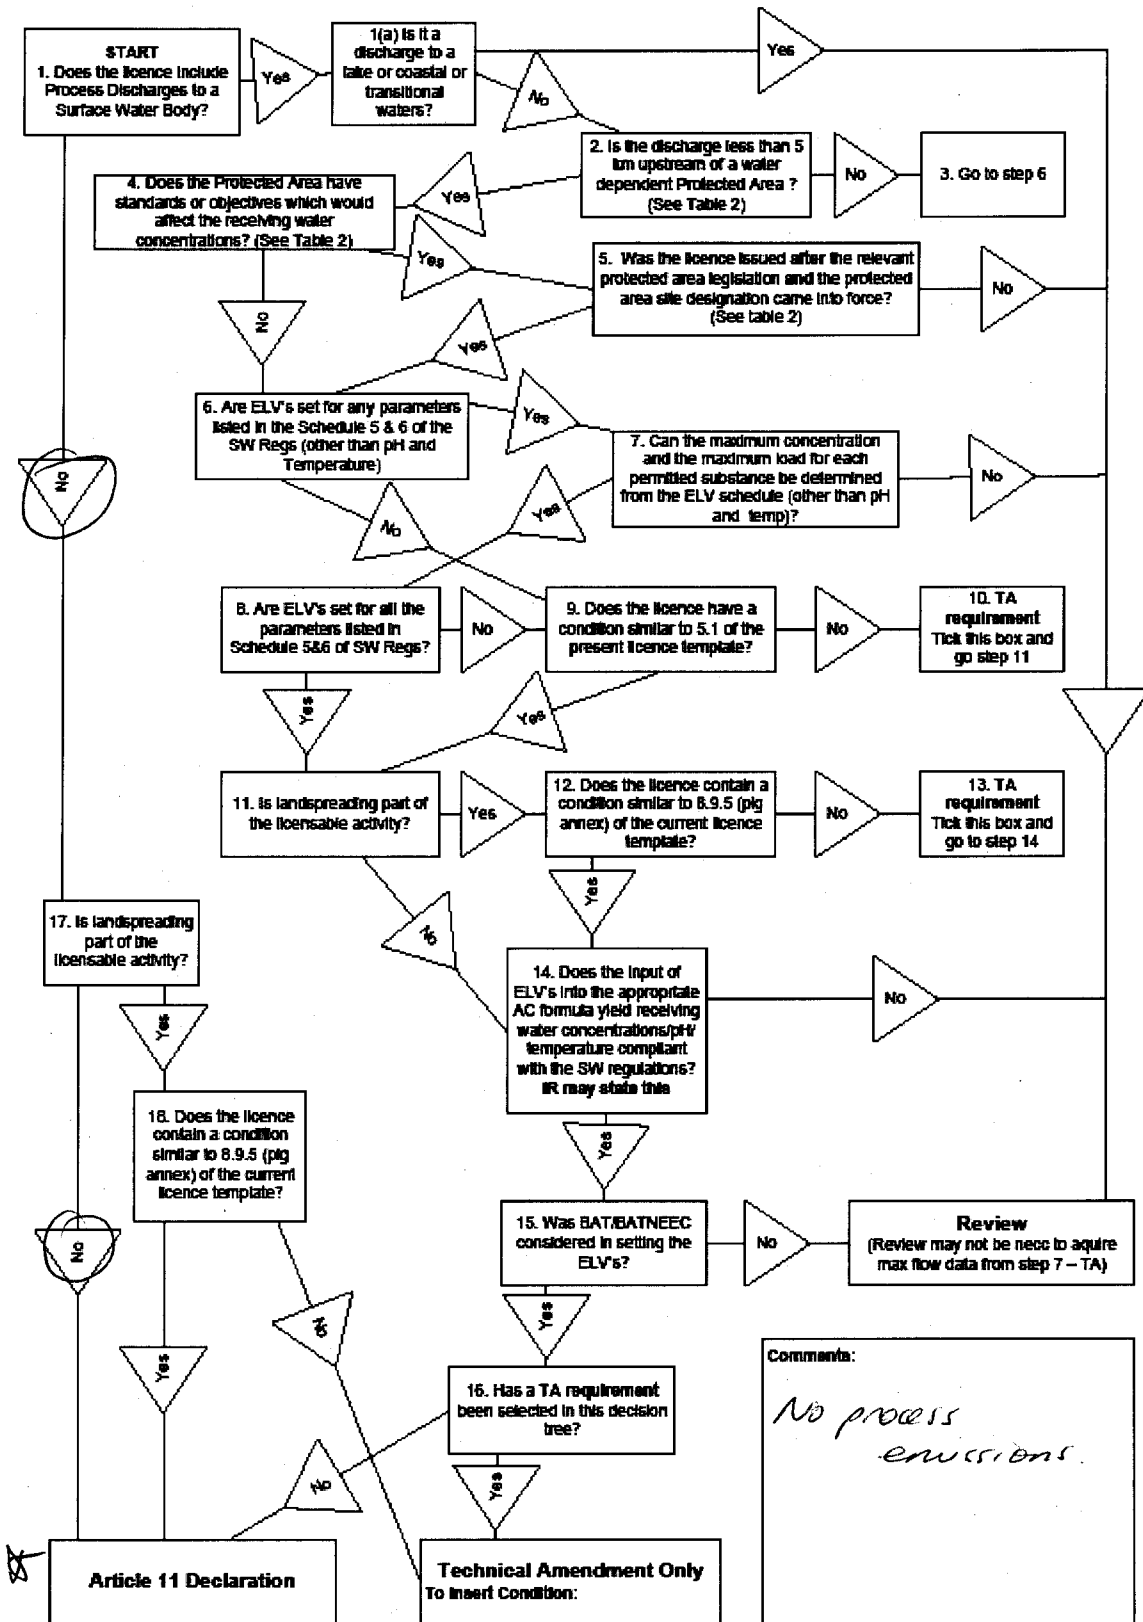 START
1. Does the licence include
Process Discharges to a
Surface Water Body?
Yes
1(a) Is it a
discharge to a
lake or coastal or
transitional
waters?
Yes
No
2. Is the discharge less than 5
km upstream of a water
dependent Protected Area ?
(See Table 2)
No
3. Go to step 6
Yes
4. Does the Protected Area have
standards or objectives which would
affect the receiving water
concentrations? (See Table 2)
Yes
5. Was the licence issued after the relevant
protected area legislation and the protected
area site designation came into force?
(See table 2)
No
No
Yes
6. Are ELV's set for any parameters
listed in the Schedule 5 & 6 of the
SW Regs (other than pH and
Temperature)
Yes
7. Can the maximum concentration
and the maximum load for each
permitted substance be determined
from the ELV schedule (other than pH
and temp)?
No
No
No
Yes
8. Are ELV's set for all the
parameters listed in
Schedule 5&6 of SW Regs?
No
9. Does the licence have a
condition similar to 5.1 of the
present licence template?
No
10. TA
requirement
Tick this box and
go step 11
Yes
Yes
11. Is landspreading part of
the licensable activity?
Yes
12. Does the licence contain a
condition similar to 6.9.5 (pig
annex) of the current licence
template?
No
13. TA
requirement
Tick this box and
go to step 14
Yes
No
17. Is landspreading
part of the
licensable activity?
14. Does the input of
ELV's into the appropritate
AC formula yield receiving
water concentrations/pH/
temperature compliant
with the SW regulations?
IR may state this
No
Yes
18. Does the licence
contain a condition
similar to 8.9.5 (pig
annex) of the current
licence template?
Yes
No
15. Was BAT/BATNEEC
considered in setting the
ELV's?
No
Review
(Review may not be necc to aquire
max flow data from step 7 – TA)
No
Yes
Yes
16. Has a TA requirement
been selected in this decision
tree?
Comments:
No process
emissions.
No
Yes
Article 11 Declaration
Technical Amendment Only
To Insert Condition: